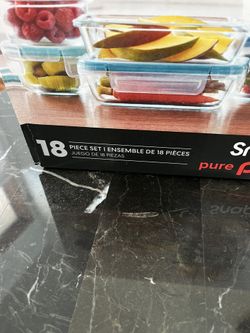 18
PIECE SET | ENSEMBLE DE 18 PIÈCES
JUEGO DE 18 PIEZAS
pure